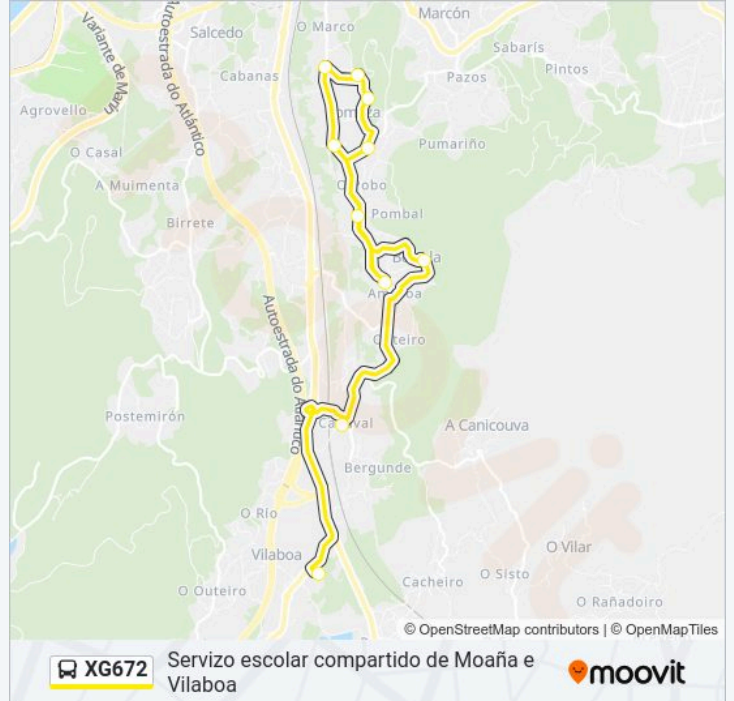 Marcón
O Marco
Salcedo
Sabarís
Variante de Marín
Autoestrada do Atlántico
Cabanas
Pazos
Pintos
Agrovello
O Casal
Pumariño
A Muimenta
Birrete
Pombal
Autoestrada do Atlántico
Postemirón
A Canicouva
Bergunde
O Río
Vilaboa
O Vilar
Cacheiro
O Sisto
O Outeiro
O Rañadoiro
© OpenStreetMap contributors | © OpenMapTiles
XG672
Servizo escolar compartido de Moaña e
Vilaboa
moovit